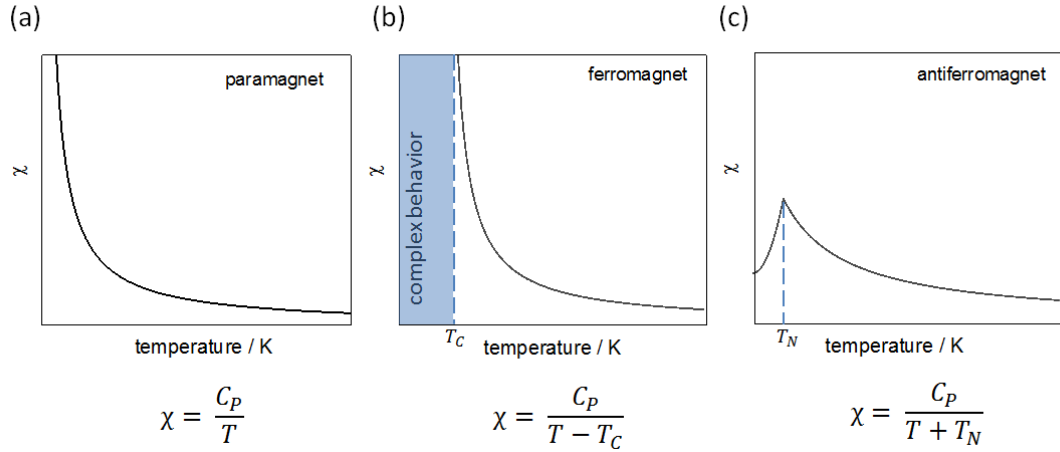 (a)
(b)
(c)
paramagnet
ferromagnet
antiferromagnet
χ
χ
χ
complex behavior
T_C
T_N
temperature / K
temperature / K
temperature / K
χ = C_P / T
χ = C_P / (T − T_C)
χ = C_P / (T + T_N)